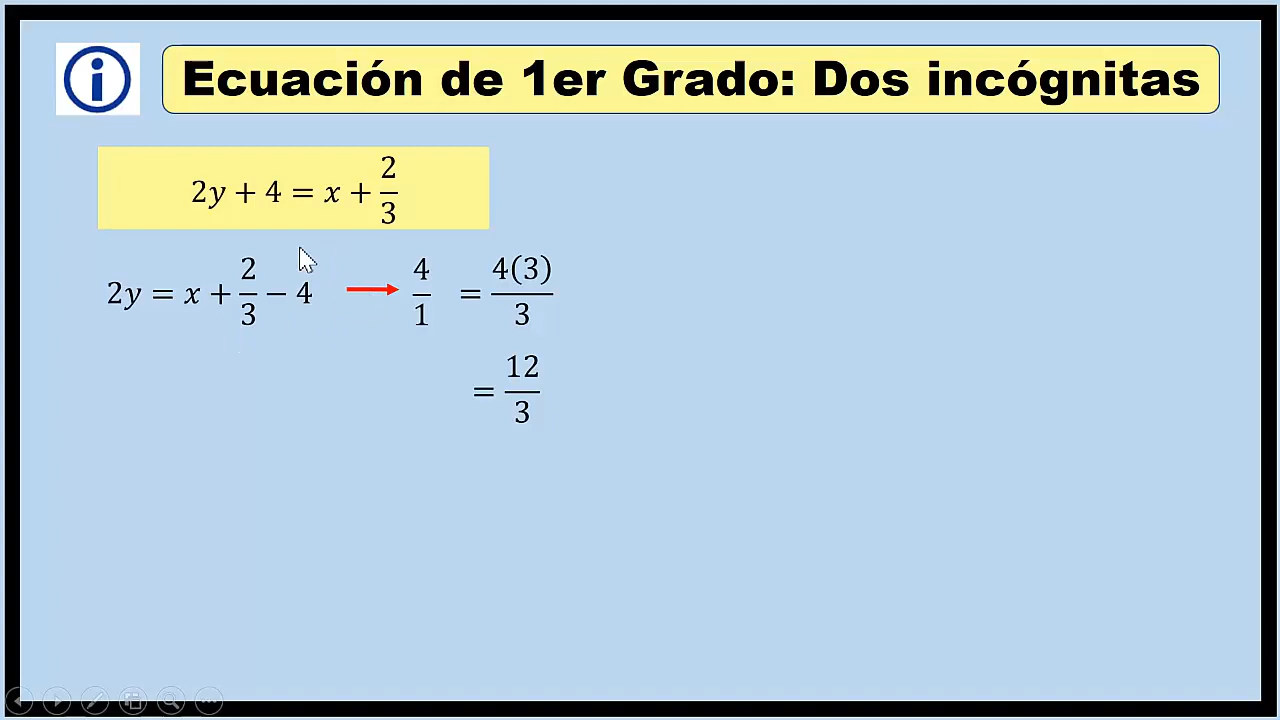 Ecuación de 1er Grado: Dos incógnitas
2y + 4 = x + 2/3
2y = x + 2/3 − 4 → 4/1 = 4(3)/3
= 12/3